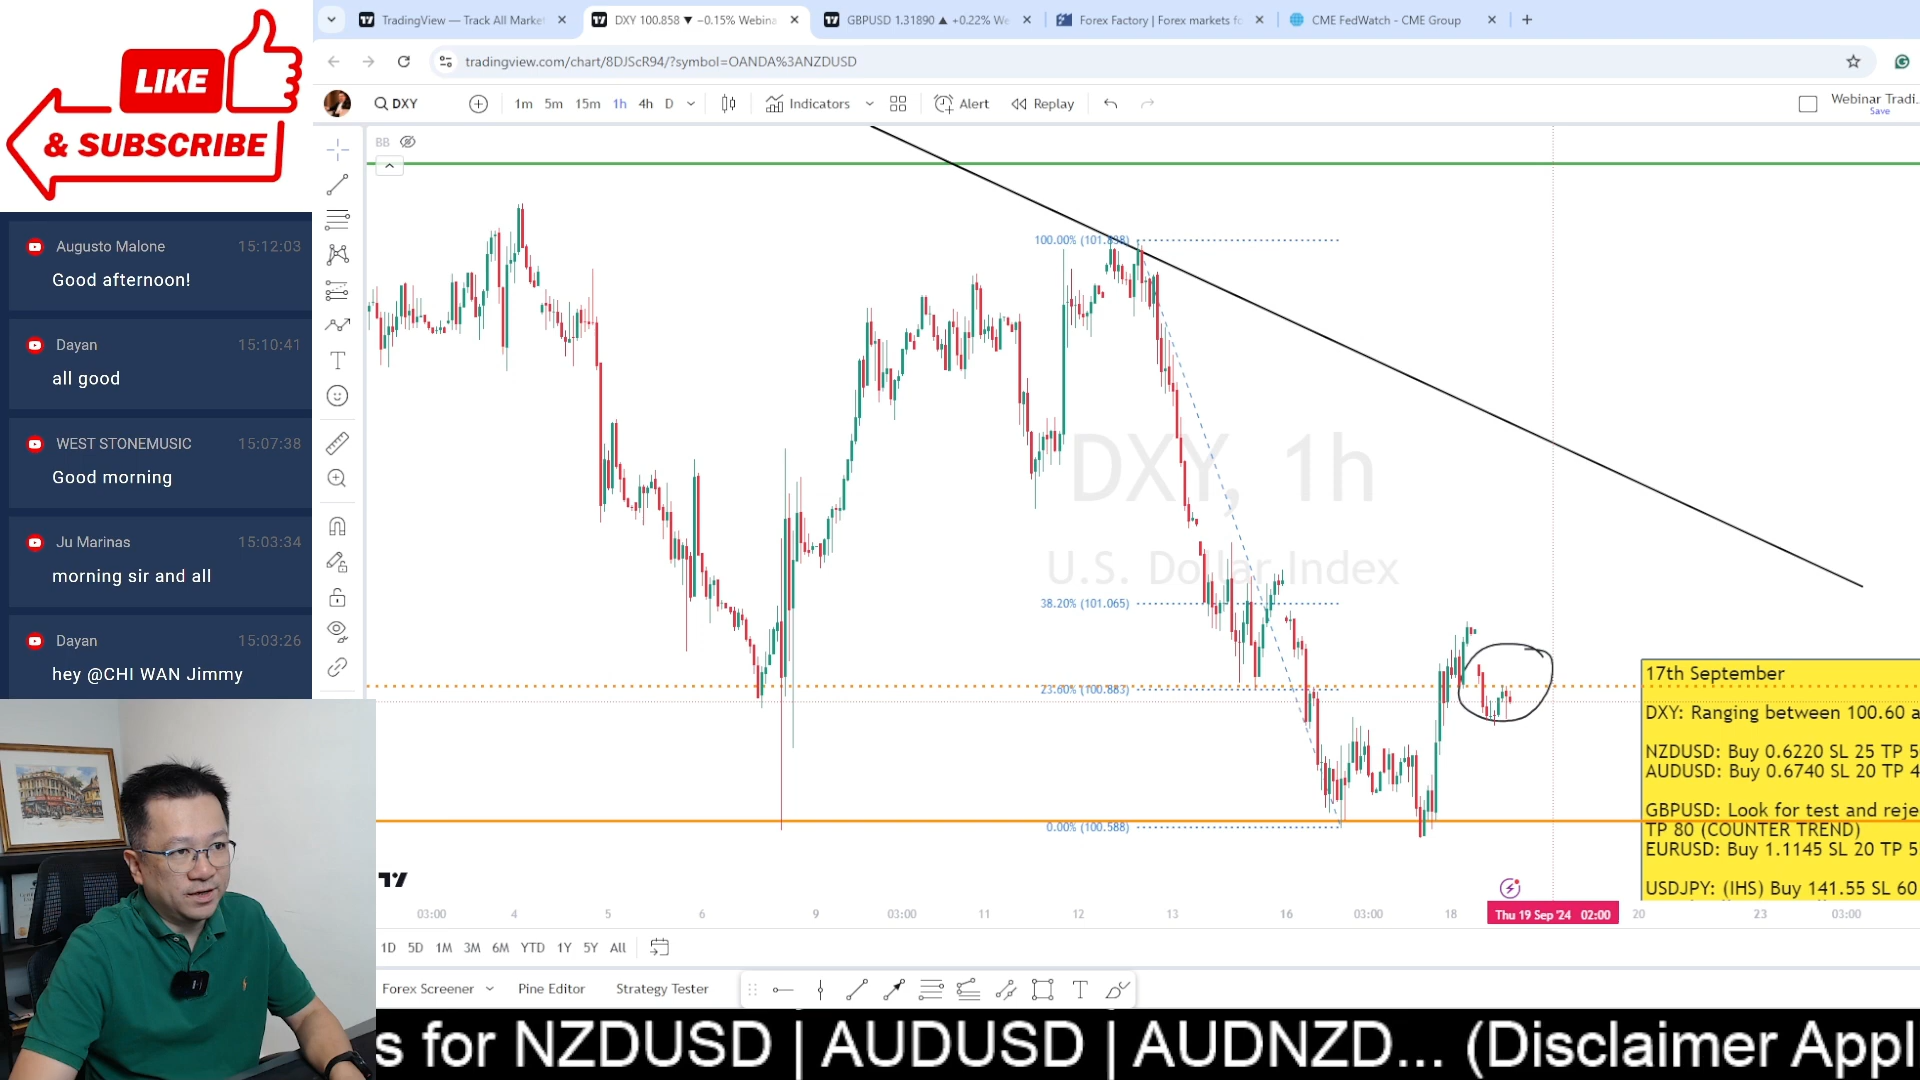 LIKE
& SUBSCRIBE
Augusto Malone 15:12:03
Good afternoon!
Dayan 15:10:41
all good
WEST STONEMUSIC 15:07:38
Good morning
Ju Marinas 15:03:34
morning sir and all
Dayan 15:03:26
hey @CHI WAN Jimmy
TradingView — Track All Market
DXY 100.858 ▼ −0.15% Webina
GBPUSD 1.31890 ▲ +0.22% We
Forex Factory | Forex markets fo
CME FedWatch - CME Group
tradingview.com/chart/8DJScR94/?symbol=OANDA%3ANZDUSD
DXY
1m 5m 15m 1h 4h D
Indicators
Alert
Replay
Webinar Tradi...
Save
BB
100.00% (101.838)
DXY, 1h
U.S. Dollar Index
38.20% (101.065)
23.60% (100.883)
0.00% (100.588)
17th September
DXY: Ranging between 100.60 a
NZDUSD: Buy 0.6220 SL 25 TP 5
AUDUSD: Buy 0.6740 SL 20 TP 4
GBPUSD: Look for test and reje
TP 80 (COUNTER TREND)
EURUSD: Buy 1.1145 SL 20 TP 5
USDJPY: (IHS) Buy 141.55 SL 60
03:00 4 5 6 9 03:00 11 12 13 16 03:00 18 Thu 19 Sep '24 02:00 20 23 03:00
1D 5D 1M 3M 6M YTD 1Y 5Y All
Forex Screener Pine Editor Strategy Tester
s for NZDUSD | AUDUSD | AUDNZD... (Disclaimer Appl